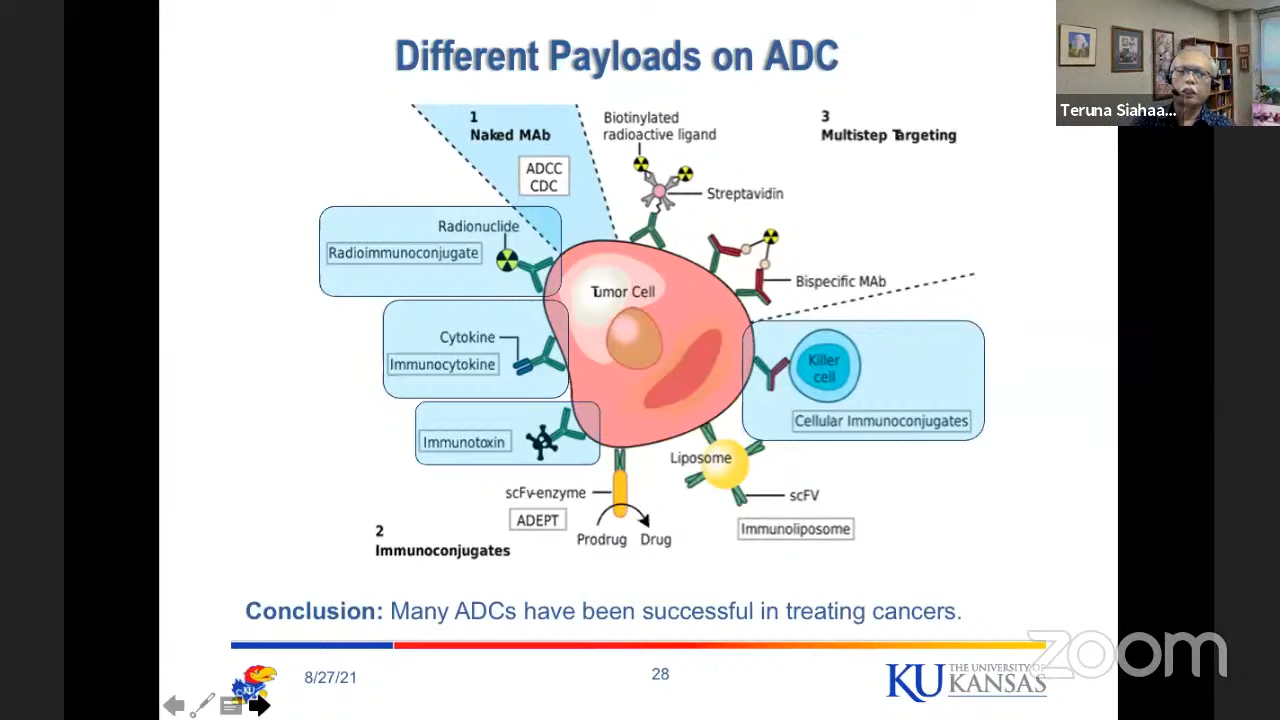 Different Payloads on ADC
Teruna Siahaa...
1
Naked MAb
ADCC
CDC
Biotinylated
radioactive ligand
Streptavidin
3
Multistep Targeting
Radionuclide
Radioimmunoconjugate
Bispecific MAb
Tumor Cell
Cytokine
Immunocytokine
Killer
cell
Cellular Immunoconjugates
Immunotoxin
Liposome
scFv-enzyme
ADEPT
scFV
Immunoliposome
Prodrug
Drug
2
Immunoconjugates
Conclusion: Many ADCs have been successful in treating cancers.
zoom
KU
8/27/21
28
KU
THE UNIVERSITY OF
KANSAS